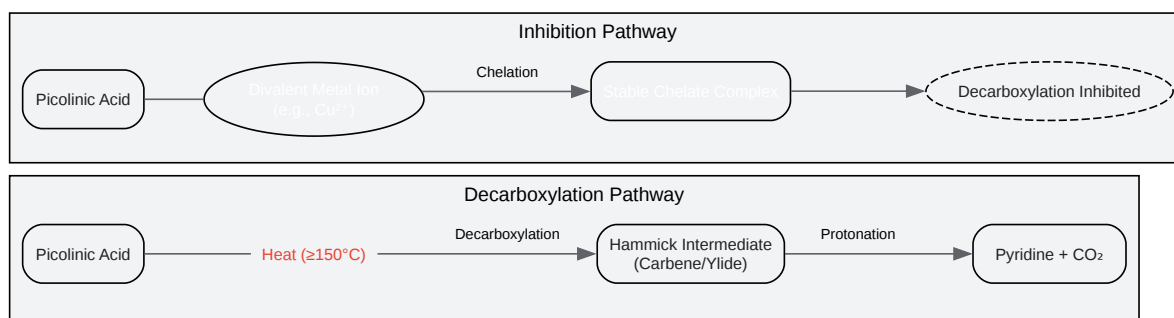 Inhibition Pathway
Picolinic Acid
Divalent Metal Ion
(e.g., Cu²⁺)
Chelation
Stable Chelate Complex
Decarboxylation Inhibited
Decarboxylation Pathway
Picolinic Acid
Heat (≥150°C)
Decarboxylation
Hammick Intermediate
(Carbene/Ylide)
Protonation
Pyridine + CO₂